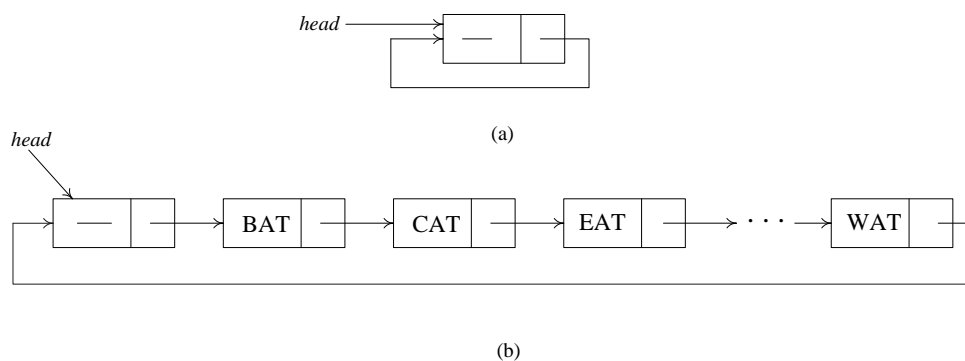 head
(a)
head
BAT CAT EAT · · · WAT
(b)